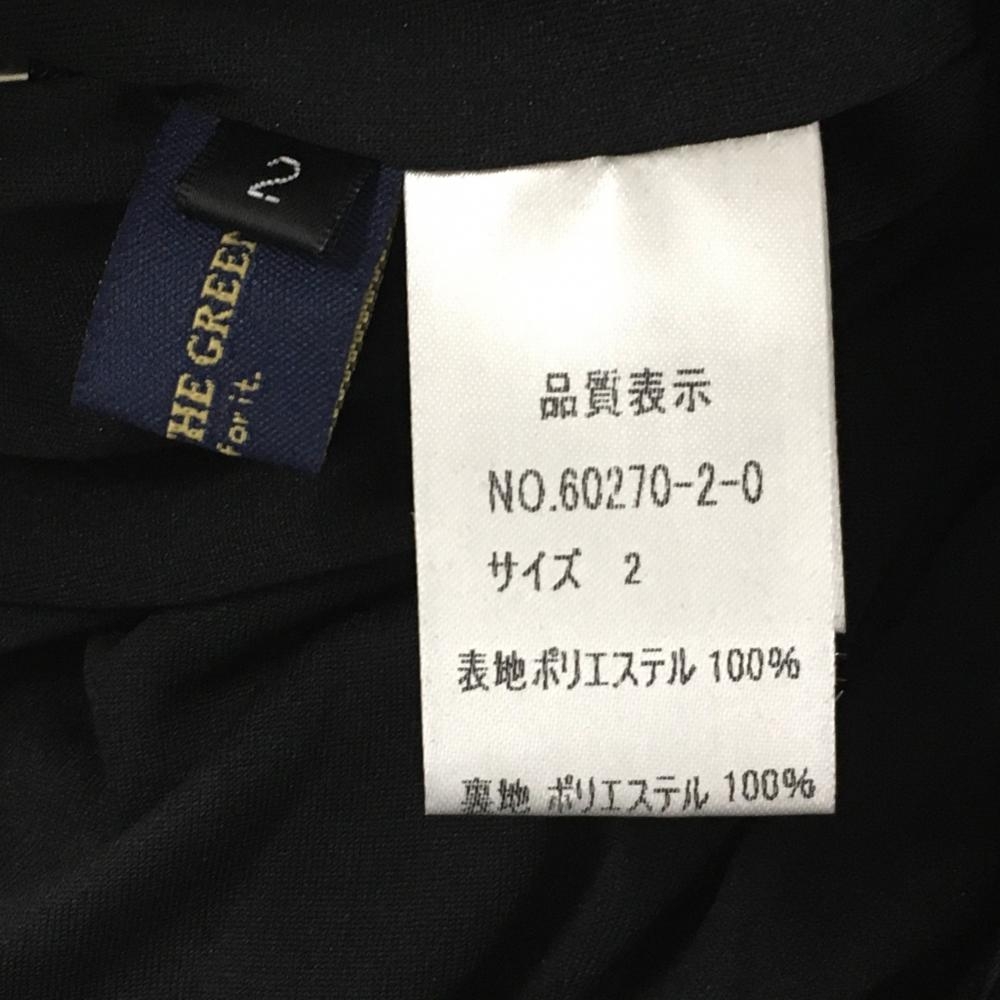 2
THE GREEN
for it.
品質表示
NO.60270-2-0
サイズ 2
表地 ポリエステル 100%
裏地 ポリエステル 100%